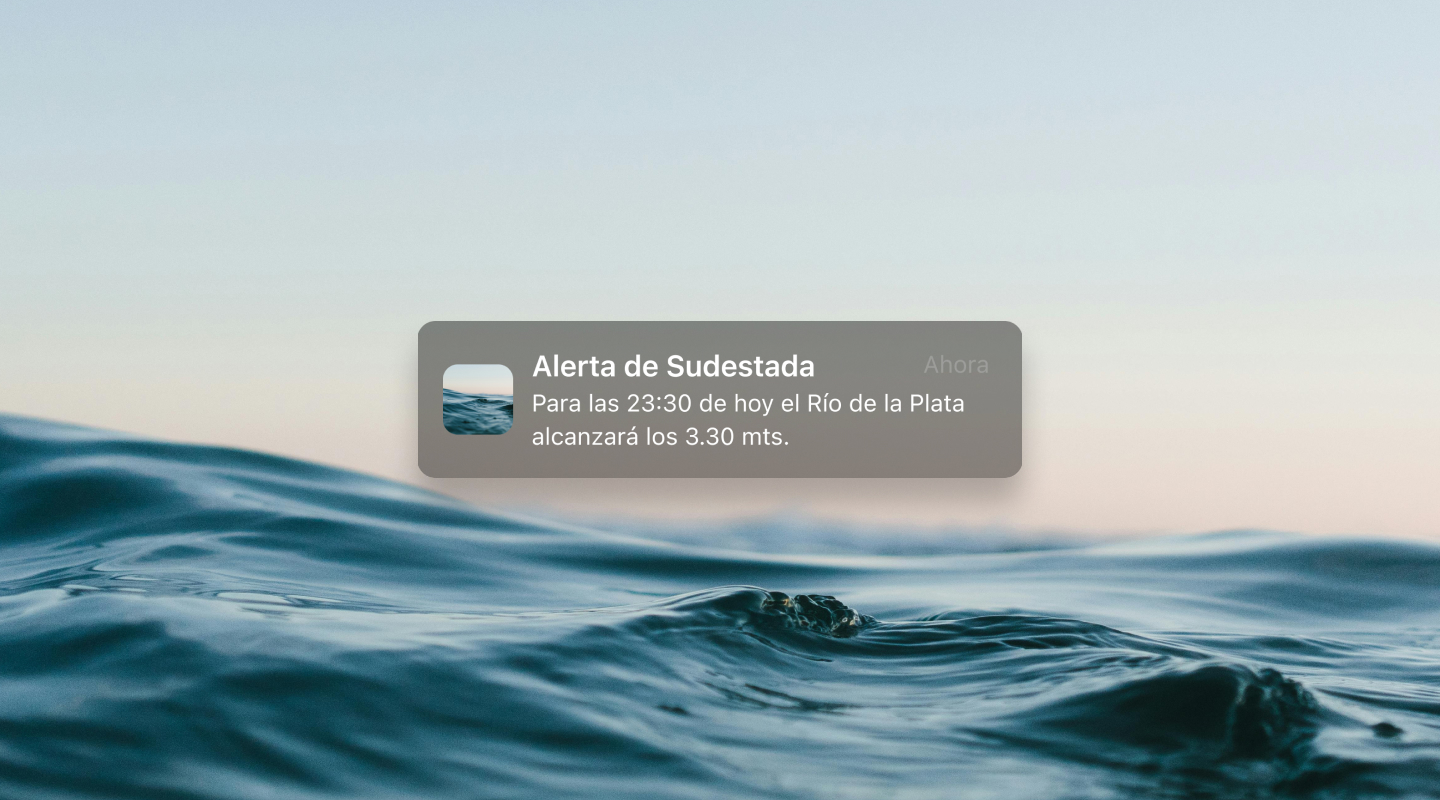 Alerta de Sudestada
Ahora
Para las 23:30 de hoy el Río de la Plata
alcanzará los 3.30 mts.